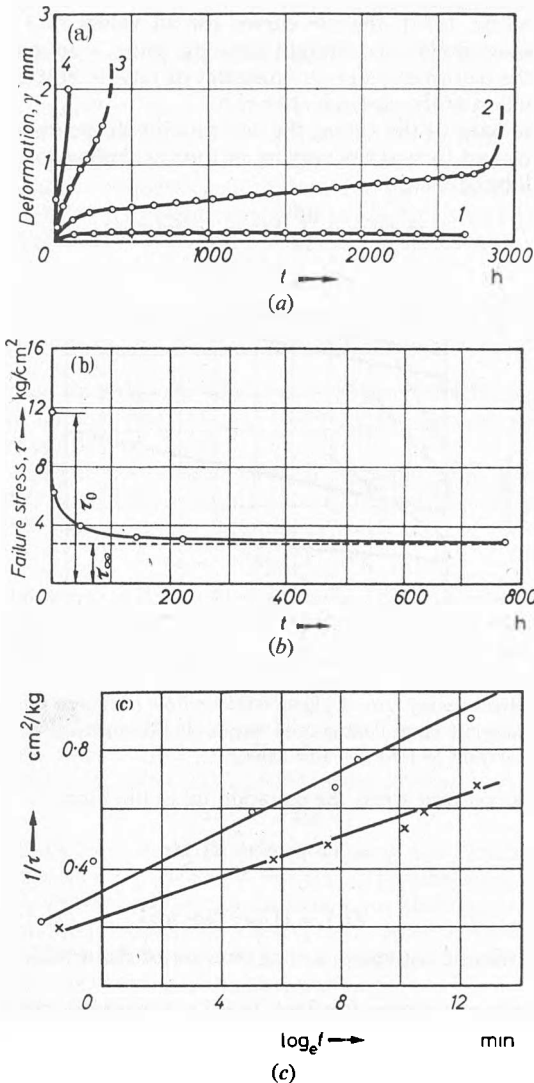 (a)
Deformation, γ mm
2
1
0
4
3
2
1
1000
2000
3000
t
h
(a)
(b)
Failure stress, τ → kg/cm²
16
12
8
4
0
τ₀
τ∞
200
400
600
800
t
h
(b)
(c)
1/τ → cm²/kg
0·8
0·4
0
4
8
12
logₑt → min
(c)